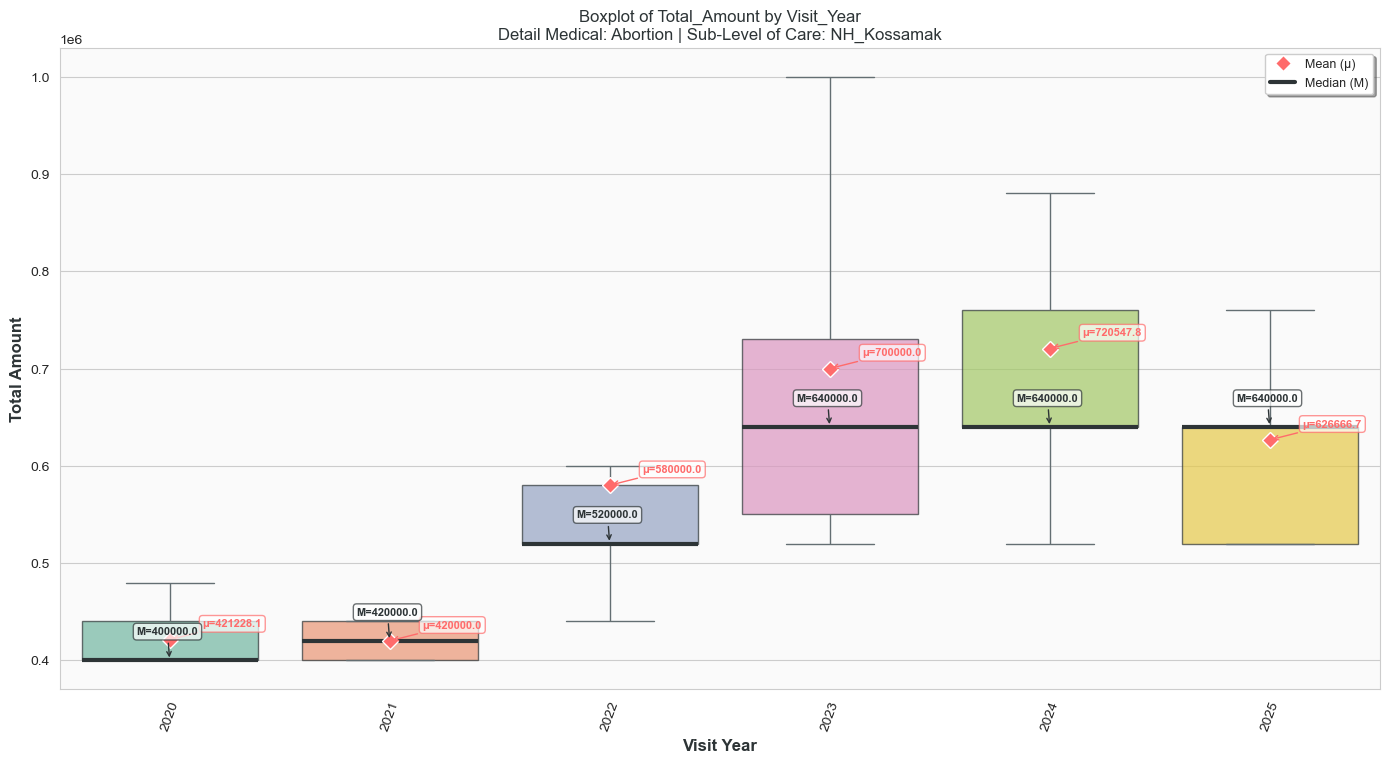 Boxplot of Total_Amount by Visit_Year
Detail Medical: Abortion | Sub-Level of Care: NH_Kossamak
1e6
Mean (μ)
Median (M)
1.0
0.9
0.8
0.7
0.6
0.5
0.4
Total Amount
μ=421228.1
M=400000.0
M=420000.0
μ=420000.0
μ=580000.0
M=520000.0
μ=700000.0
M=640000.0
μ=720547.8
M=640000.0
M=640000.0
μ=626666.7
2020
2021
2022
2023
2024
2025
Visit Year